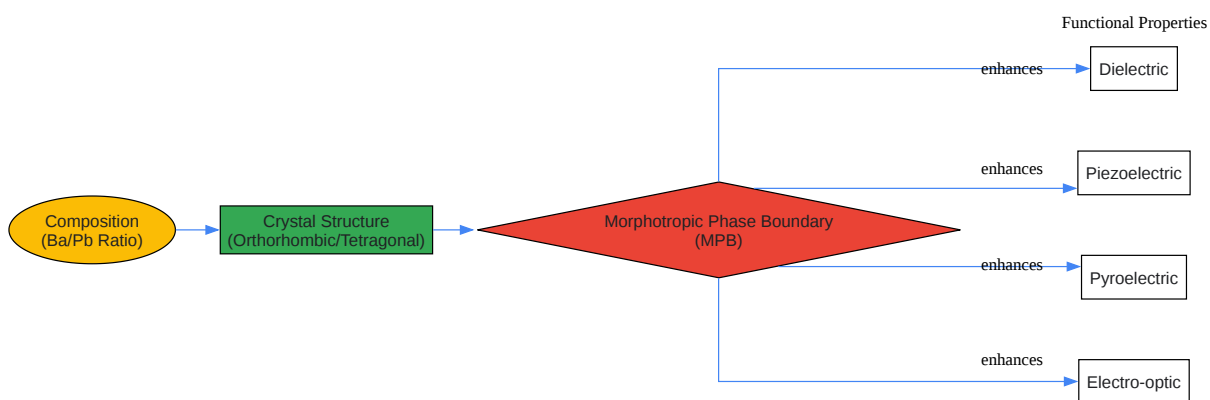 Functional Properties
enhances
Dielectric
enhances
Piezoelectric
Composition
(Ba/Pb Ratio)
Crystal Structure
(Orthorhombic/Tetragonal)
Morphotropic Phase Boundary
(MPB)
enhances
Pyroelectric
enhances
Electro-optic